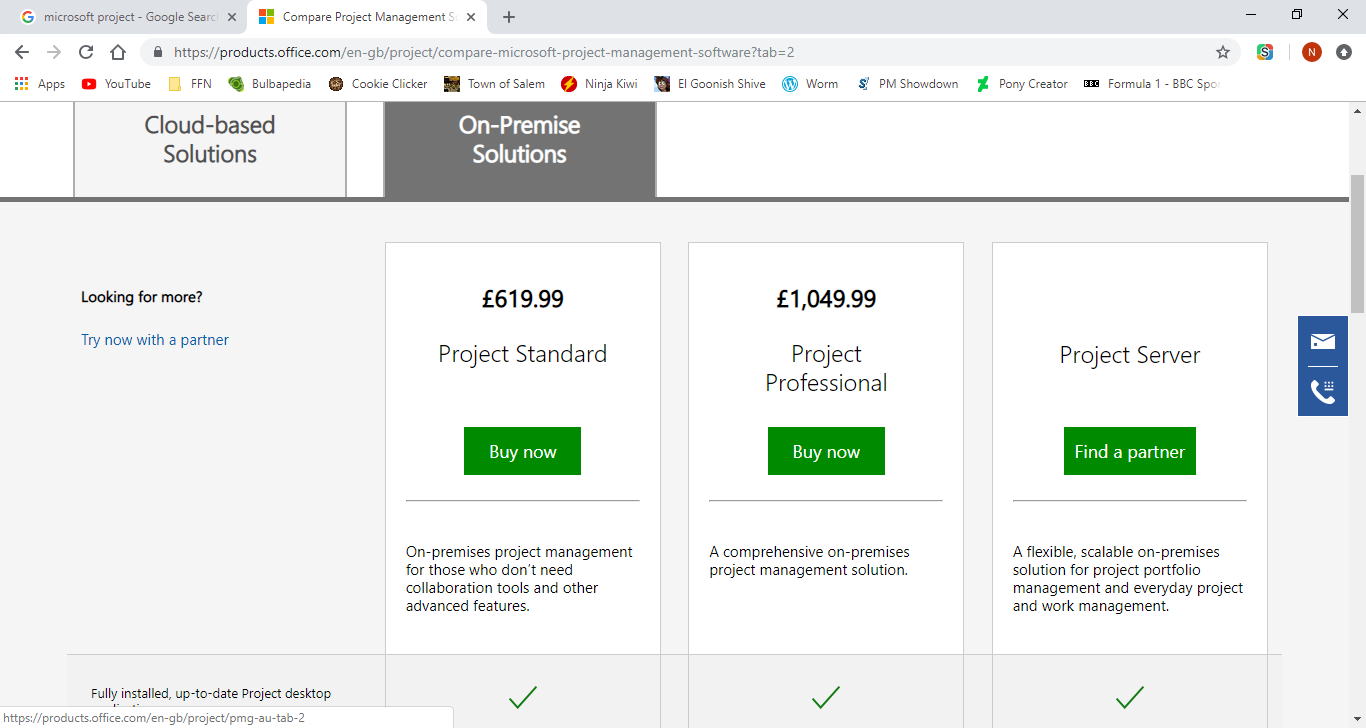 microsoft project - Google Searc
Compare Project Management S
https://products.office.com/en-gb/project/compare-microsoft-project-management-software?tab=2
N
Apps
YouTube
FFN
Bulbapedia
Cookie Clicker
Town of Salem
Ninja Kiwi
El Goonish Shive
Worm
PM Showdown
Pony Creator
BBC
Formula 1 - BBC Spor
Cloud-based
Solutions
On-Premise
Solutions
Looking for more?
Try now with a partner
£619.99
Project Standard
Buy now
On-premises project management
for those who don't need
collaboration tools and other
advanced features.
£1,049.99
Project
Professional
Buy now
A comprehensive on-premises
project management solution.
Project Server
Find a partner
A flexible, scalable on-premises
solution for project portfolio
management and everyday project
and work management.
Fully installed, up-to-date Project desktop
https://products.office.com/en-gb/project/pmg-au-tab-2